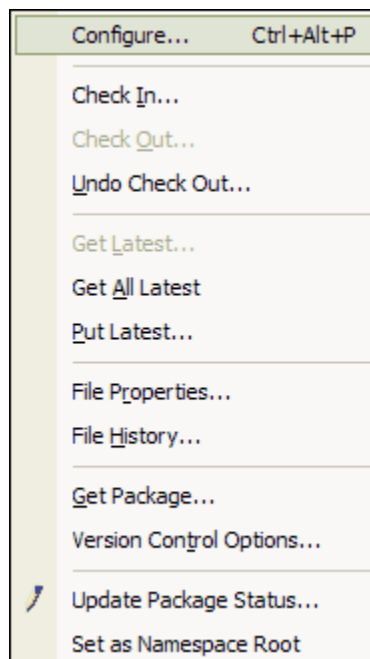 Configure... Ctrl+Alt+P
Check In...
Check Out...
Undo Check Out...
Get Latest...
Get All Latest
Put Latest...
File Properties...
File History...
Get Package...
Version Control Options...
Update Package Status...
Set as Namespace Root